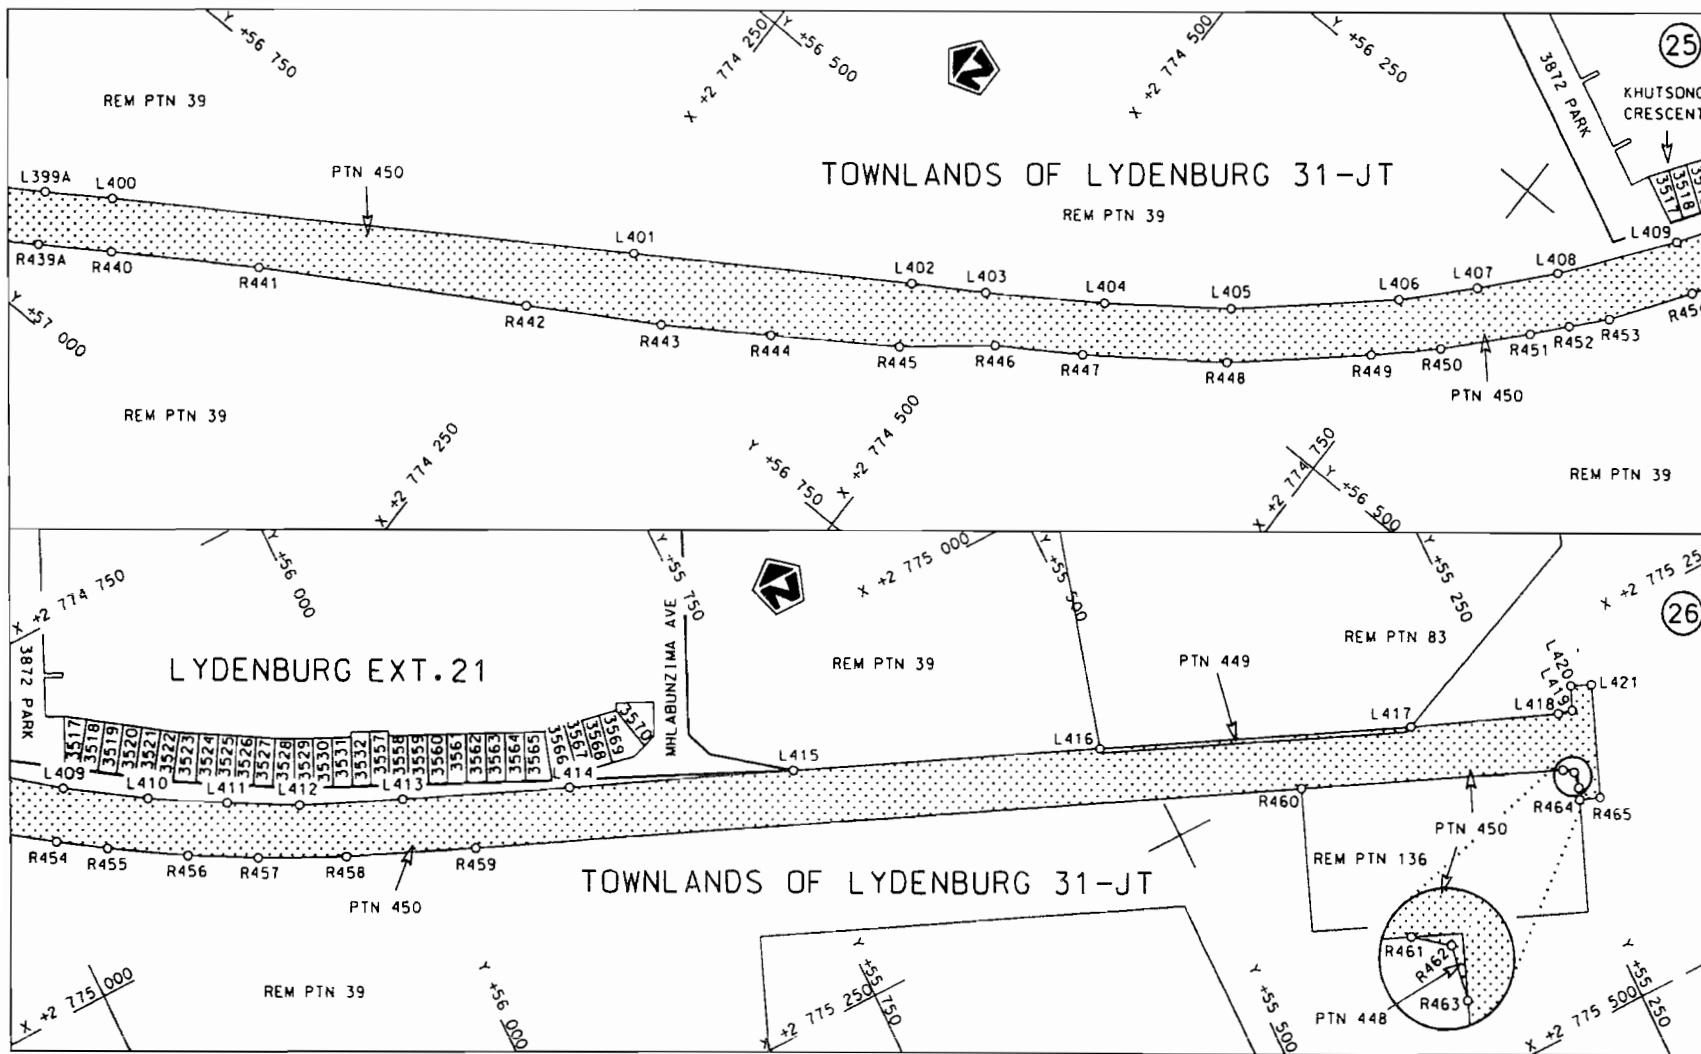 Y +56 750
X +2 774 250
Y +56 500
X +2 774 500
Y +56 250
25
REM PTN 39
3872 PARK
KHUTSONG
CRESCENT
L399A
L400
PTN 450
TOWNLANDS OF LYDENBURG 31-JT
REM PTN 39
3517
3518
L401
L402
L403
L404
L405
L406
L407
L408
L409
R439A
R440
R441
R442
R443
R444
R445
R446
R447
R448
R449
R450
R451
R452
R453
R454
Y +57 000
PTN 450
REM PTN 39
X +2 774 250
Y +56 750
X +2 774 500
X +2 774 750
Y +56 500
REM PTN 39
X +2 774 750
Y +56 000
Y +55 750
X +2 775 000
Y +55 500
Y +55 250
X +2 775 25
26
3872 PARK
LYDENBURG EXT.21
MHLABUNZIMA AVE
REM PTN 39
PTN 449
REM PTN 83
L420
L419
L421
L418
L417
L416
L415
3517
3518
3519
3520
3521
3522
3523
3524
3525
3526
3527
3528
3529
3530
3531
3532
3557
3558
3559
3560
3561
3562
3563
3564
3565
3566
3567
3568
3569
3570
L409
L410
L411
L412
L413
L414
R454
R455
R456
R457
R458
R459
R460
R464
R465
PTN 450
PTN 450
REM PTN 136
TOWNLANDS OF LYDENBURG 31-JT
R461
R462
R463
PTN 448
X +2 775 000
REM PTN 39
Y +56 000
X +2 775 250
Y +55 750
Y +55 500
X +2 775 500
Y +55 250